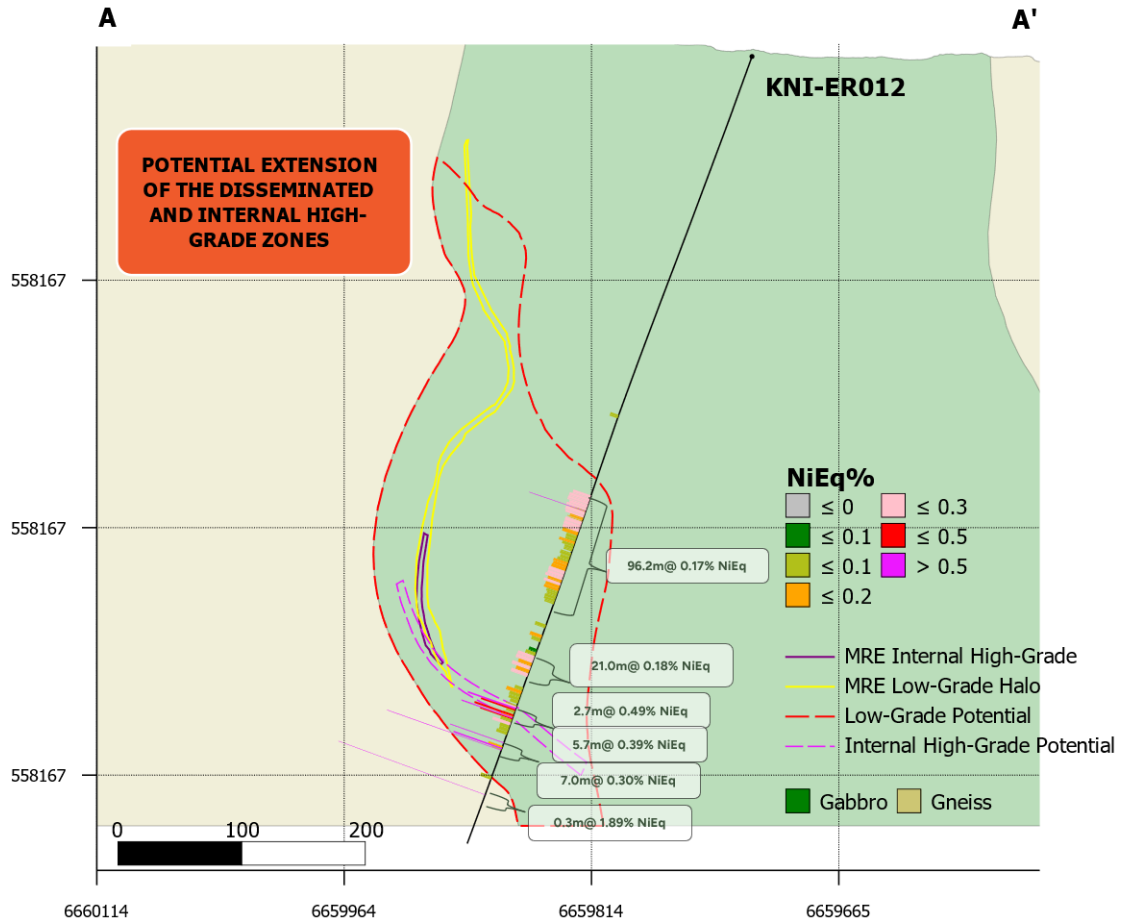 A
A'
KNI-ER012
POTENTIAL EXTENSION
OF THE DISSEMINATED
AND INTERNAL HIGH-
GRADE ZONES
558167
558167
558167
NiEq%
≤ 0
≤ 0.3
≤ 0.1
≤ 0.5
≤ 0.1
> 0.5
≤ 0.2
96.2m@ 0.17% NiEq
21.0m@ 0.18% NiEq
2.7m@ 0.49% NiEq
5.7m@ 0.39% NiEq
7.0m@ 0.30% NiEq
0.3m@ 1.89% NiEq
MRE Internal High-Grade
MRE Low-Grade Halo
Low-Grade Potential
Internal High-Grade Potential
Gabbro
Gneiss
0
100
200
6660114
6659964
6659814
6659665